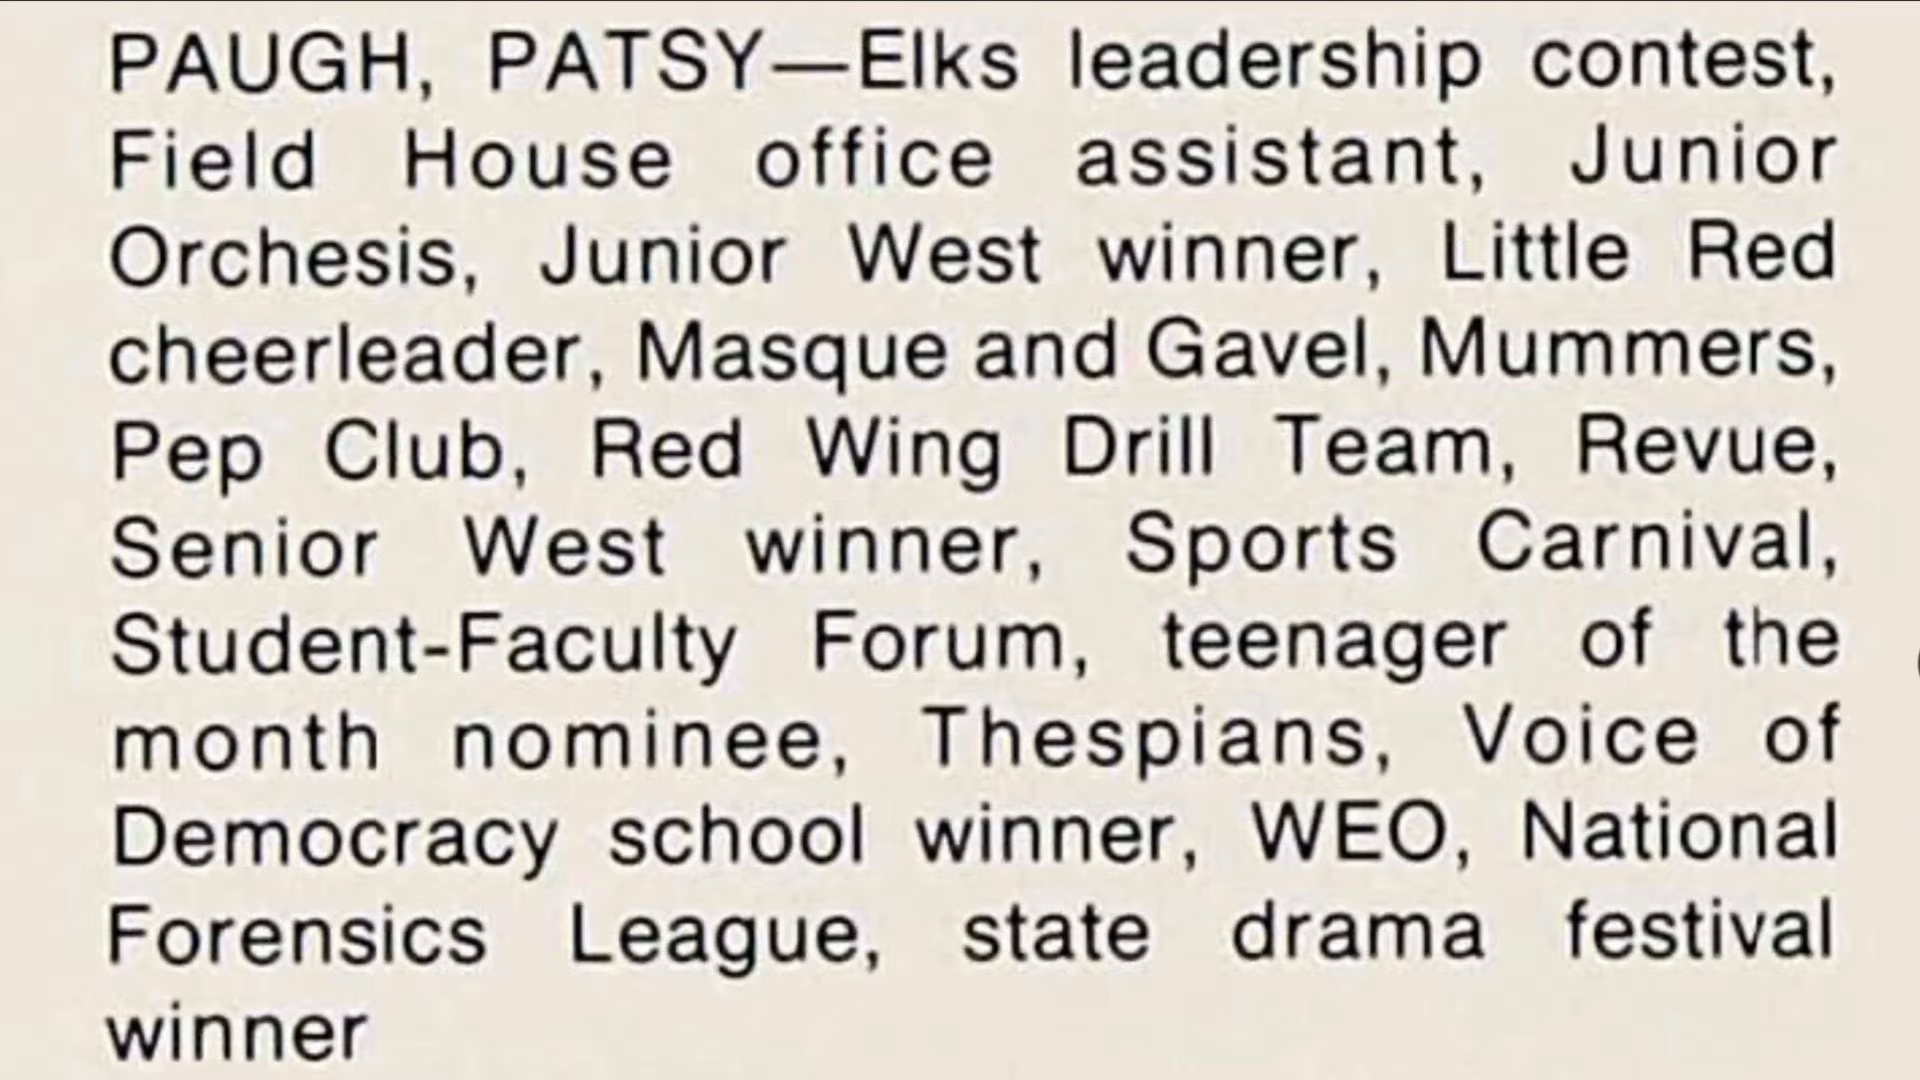 PAUGH, PATSY—Elks leadership contest,
Field House office assistant, Junior
Orchesis, Junior West winner, Little Red
cheerleader, Masque and Gavel, Mummers,
Pep Club, Red Wing Drill Team, Revue,
Senior West winner, Sports Carnival,
Student-Faculty Forum, teenager of the
month nominee, Thespians, Voice of
Democracy school winner, WEO, National
Forensics League, state drama festival
winner